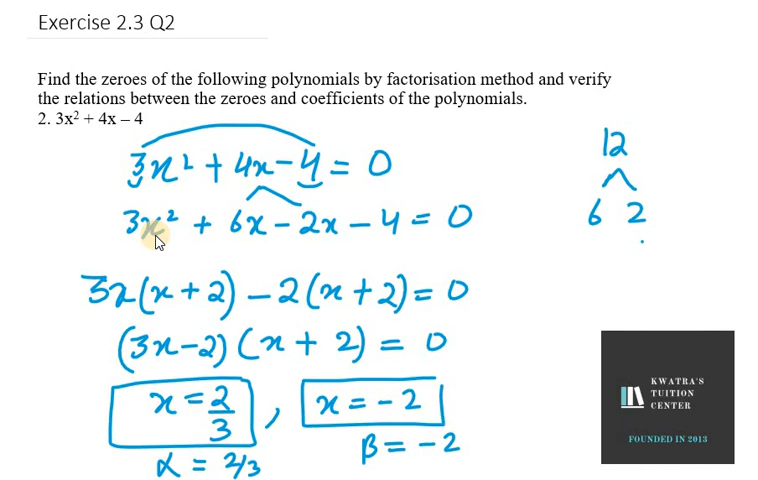 Exercise 2.3 Q2
Find the zeroes of the following polynomials by factorisation method and verify
the relations between the zeroes and coefficients of the polynomials.
2. 3x² + 4x – 4
3x² + 4x – 4 = 0
12
6 2
3x² + 6x – 2x – 4 = 0
3x(x + 2) – 2(x + 2) = 0
(3x – 2)(x + 2) = 0
x = 2/3 , x = – 2
α = 2/3
β = – 2
KWATRA'S
TUITION
CENTER
FOUNDED IN 2013